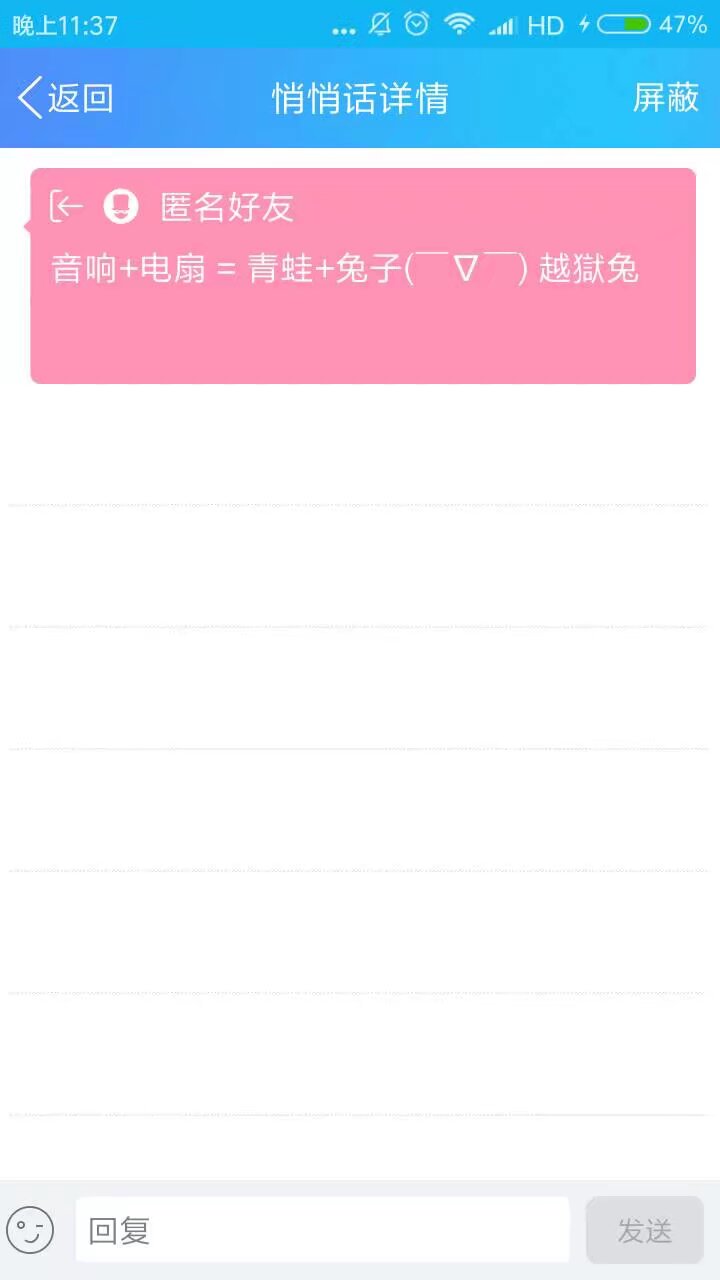 晚上11:37 ... HD 47%
返回 悄悄话详情 屏蔽
匿名好友
音响+电扇 = 青蛙+兔子(￣∇￣) 越獄兔
回复 发送